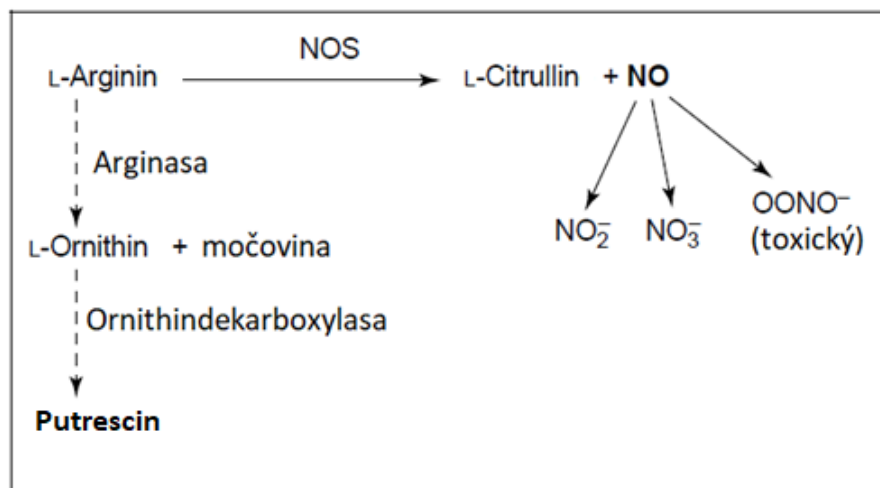 NOS
L-Arginin
L-Citrullin + NO
Arginasa
OONO⁻
NO₂⁻ NO₃⁻
(toxický)
L-Ornithin + močovina
Ornithindekarboxylasa
Putrescin